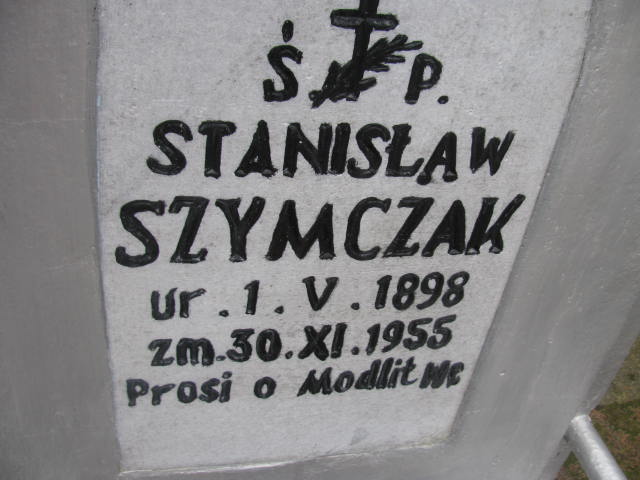 Ś. P.
STANISŁAW
SZYMCZAK
ur. 1. V. 1898
zm. 30. XI. 1955
Prosi o Modlitwę